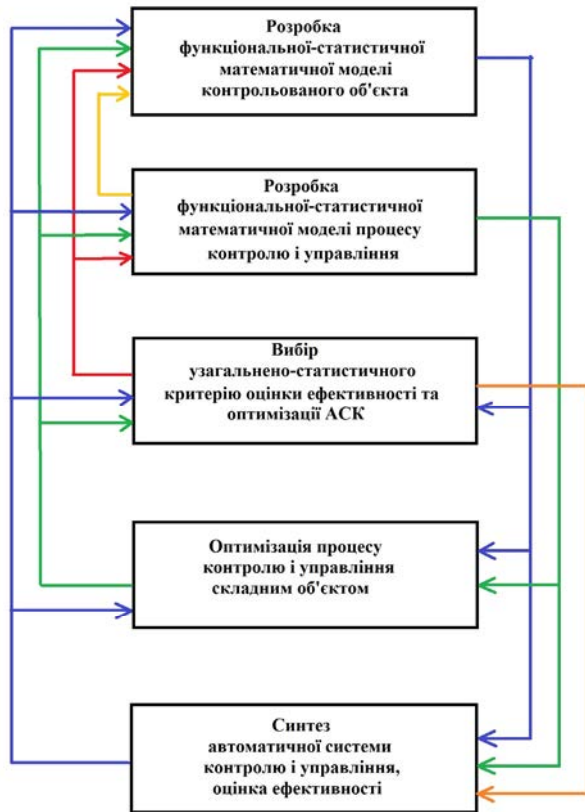 Розробка
функціональної-статистичної
математичної моделі
контрольованого об'єкта
Розробка
функціональної-статистичної
математичної моделі процесу
контролю і управління
Вибір
узагальнено-статистичного
критерію оцінки ефективності та
оптимізації АСК
Оптимізація процесу
контролю і управління
складним об'єктом
Синтез
автоматичної системи
контролю і управління,
оцінка ефективності